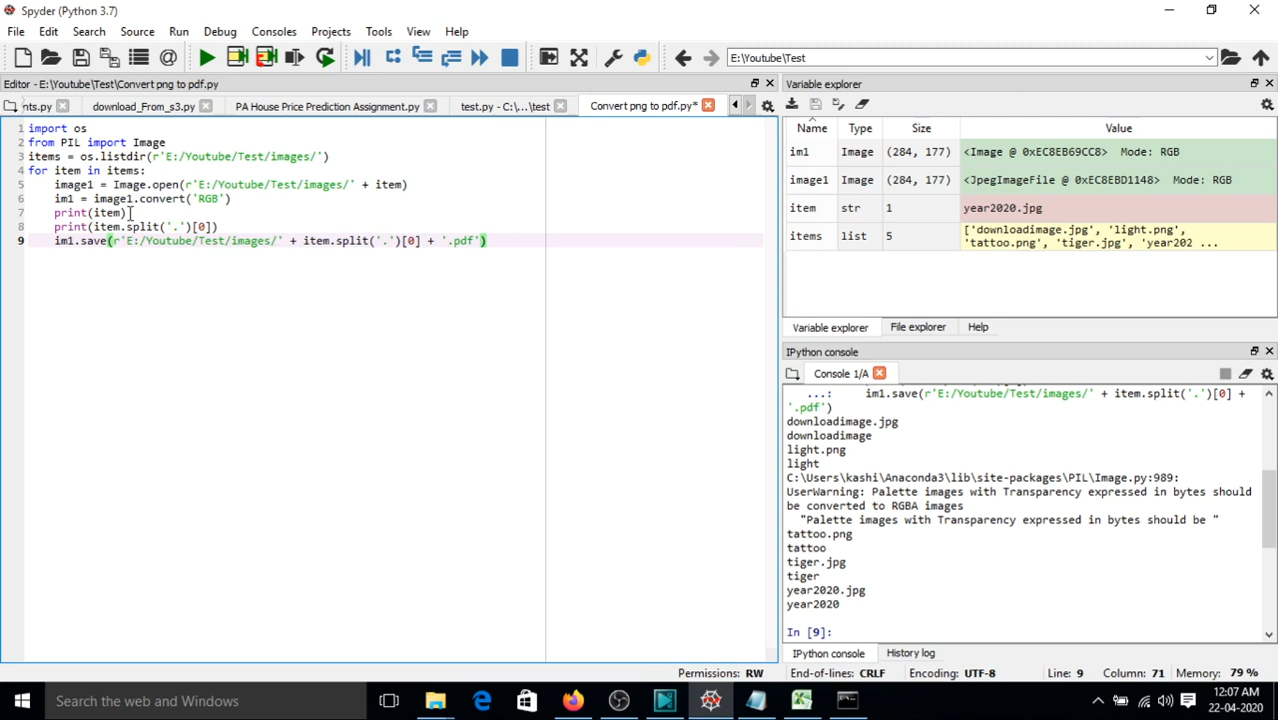 Spyder (Python 3.7)
File Edit Search Source Run Debug Consoles Projects Tools View Help
E:\Youtube\Test
Editor - E:\Youtube\Test\Convert png to pdf.py
nts.py download_From_s3.py PA House Price Prediction Assignment.py test.py - C:\...\test Convert png to pdf.py*
1 import os
2 from PIL import Image
3 items = os.listdir(r'E:/Youtube/Test/images/')
4 for item in items:
5 image1 = Image.open(r'E:/Youtube/Test/images/' + item)
6 im1 = image1.convert('RGB')
7 print(item)
8 print(item.split('.')[0])
9 im1.save(r'E:/Youtube/Test/images/' + item.split('.')[0] + '.pdf')
Variable explorer
Name Type Size Value
im1 Image (284, 177) <Image @ 0xEC8EB69CC8> Mode: RGB
image1 Image (284, 177) <JpegImageFile @ 0xEC8EBD1148> Mode: RGB
item str 1 year2020.jpg
items list 5 ['downloadimage.jpg', 'light.png',
'tattoo.png', 'tiger.jpg', 'year202 ...
Variable explorer File explorer Help
IPython console
Console 1/A
...: im1.save(r'E:/Youtube/Test/images/' + item.split('.')[0] +
'.pdf')
downloadimage.jpg
downloadimage
light.png
light
C:\Users\kashi\Anaconda3\lib\site-packages\PIL\Image.py:989:
UserWarning: Palette images with Transparency expressed in bytes should
be converted to RGBA images
"Palette images with Transparency expressed in bytes should be "
tattoo.png
tattoo
tiger.jpg
tiger
year2020.jpg
year2020
In [9]:
IPython console History log
Permissions: RW End-of-lines: CRLF Encoding: UTF-8 Line: 9 Column: 71 Memory: 79 %
Search the web and Windows
12:07 AM
22-04-2020